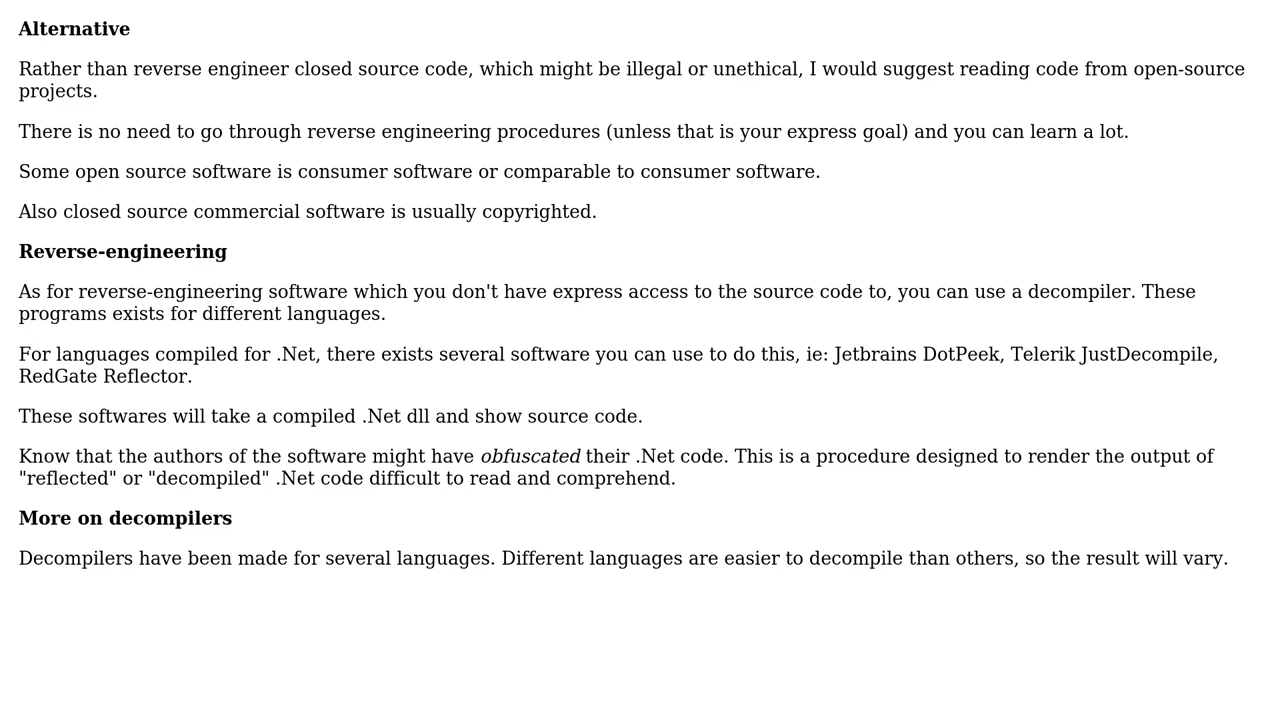 Alternative
Rather than reverse engineer closed source code, which might be illegal or unethical, I would suggest reading code from open-source
projects.
There is no need to go through reverse engineering procedures (unless that is your express goal) and you can learn a lot.
Some open source software is consumer software or comparable to consumer software.
Also closed source commercial software is usually copyrighted.
Reverse-engineering
As for reverse-engineering software which you don't have express access to the source code to, you can use a decompiler. These
programs exists for different languages.
For languages compiled for .Net, there exists several software you can use to do this, ie: Jetbrains DotPeek, Telerik JustDecompile,
RedGate Reflector.
These softwares will take a compiled .Net dll and show source code.
Know that the authors of the software might have obfuscated their .Net code. This is a procedure designed to render the output of
"reflected" or "decompiled" .Net code difficult to read and comprehend.
More on decompilers
Decompilers have been made for several languages. Different languages are easier to decompile than others, so the result will vary.